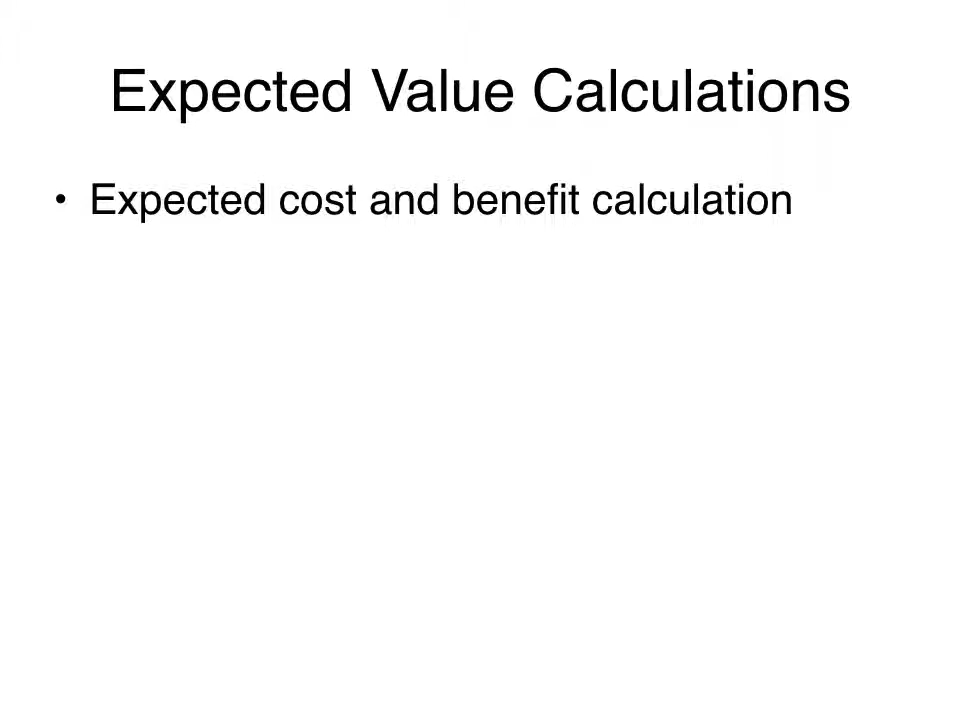 Expected Value Calculations
• Expected cost and benefit calculation